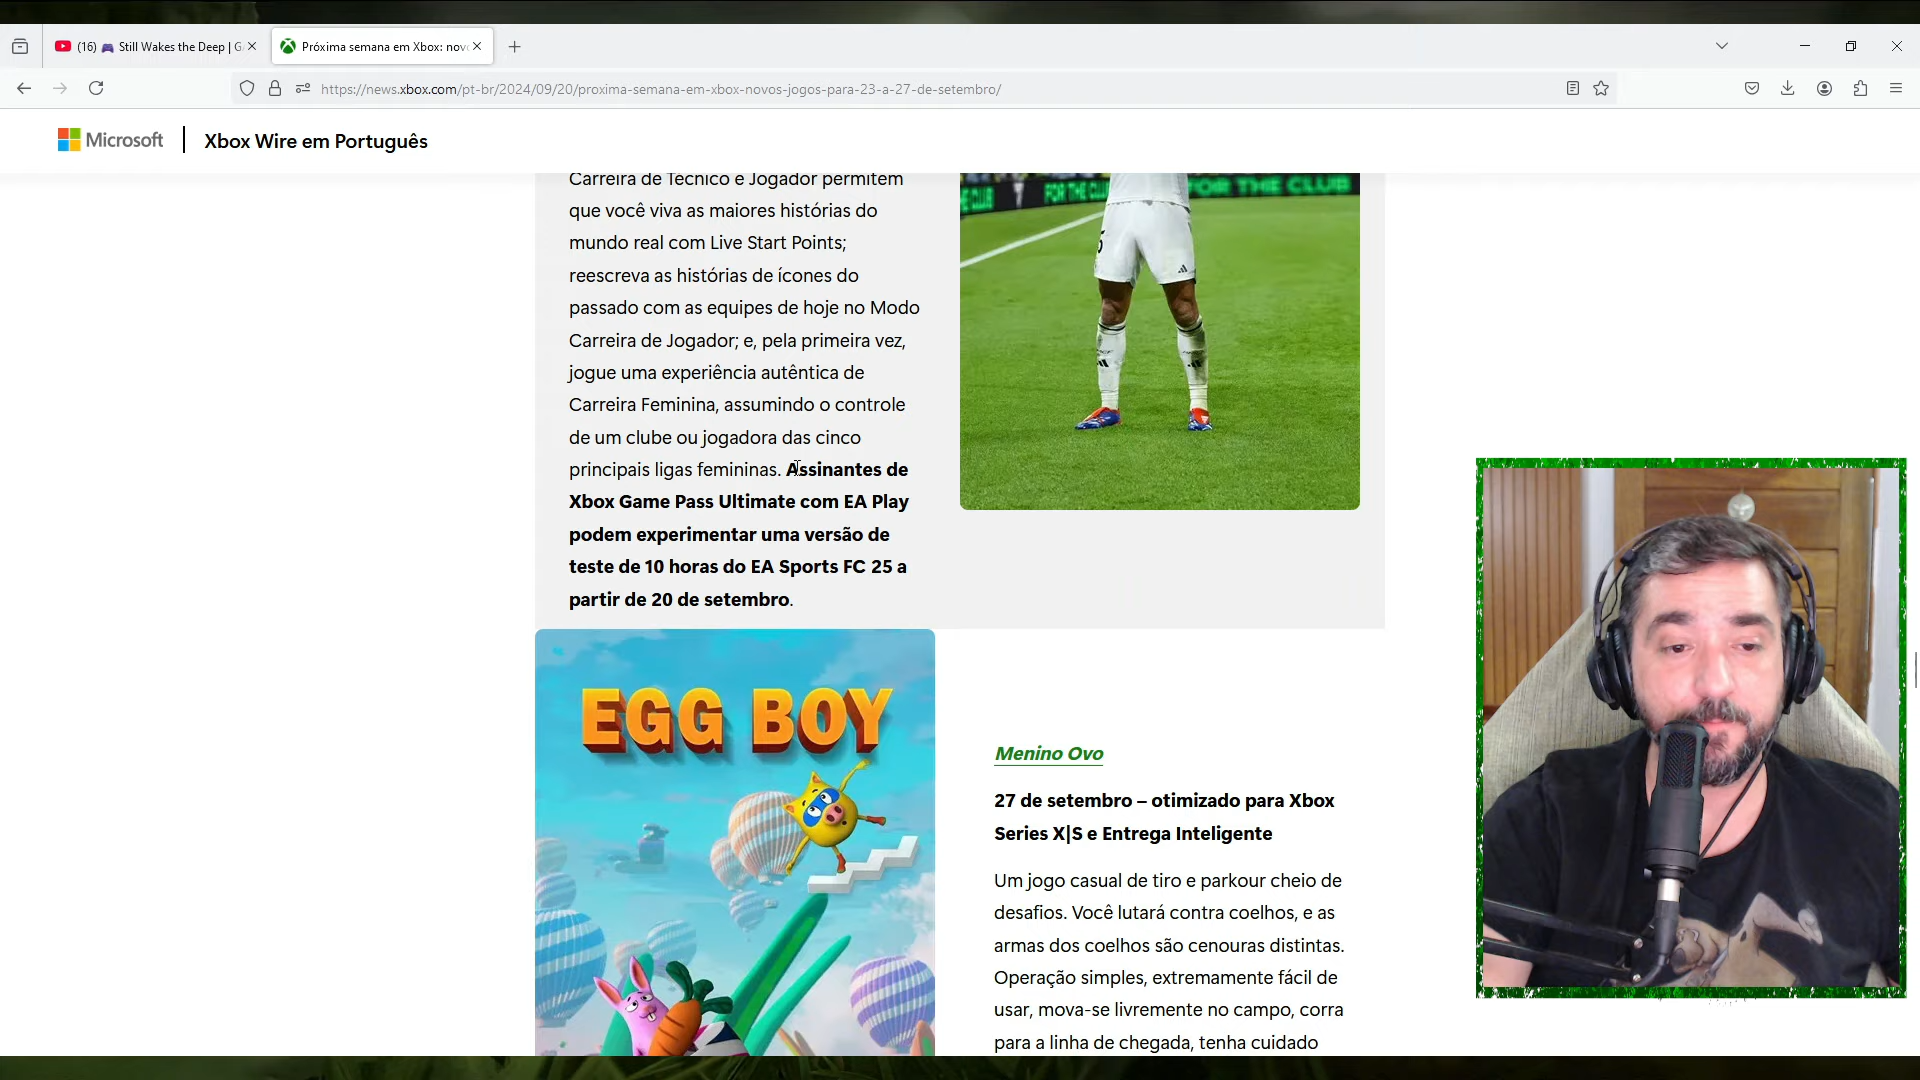 (16) 🎮 Still Wakes the Deep | G
Próxima semana em Xbox: nov
https://news.xbox.com/pt-br/2024/09/20/proxima-semana-em-xbox-novos-jogos-para-23-a-27-de-setembro/
Microsoft | Xbox Wire em Português
Carreira de Técnico e Jogador permitem
que você viva as maiores histórias do
mundo real com Live Start Points;
reescreva as histórias de ícones do
passado com as equipes de hoje no Modo
Carreira de Jogador; e, pela primeira vez,
jogue uma experiência autêntica de
Carreira Feminina, assumindo o controle
de um clube ou jogadora das cinco
principais ligas femininas. Assinantes de
Xbox Game Pass Ultimate com EA Play
podem experimentar uma versão de
teste de 10 horas do EA Sports FC 25 a
partir de 20 de setembro.
FOR THE CLUB
FOR THE CLUB
5
EGG BOY
Menino Ovo
27 de setembro – otimizado para Xbox
Series X|S e Entrega Inteligente
Um jogo casual de tiro e parkour cheio de
desafios. Você lutará contra coelhos, e as
armas dos coelhos são cenouras distintas.
Operação simples, extremamente fácil de
usar, mova-se livremente no campo, corra
para a linha de chegada, tenha cuidado